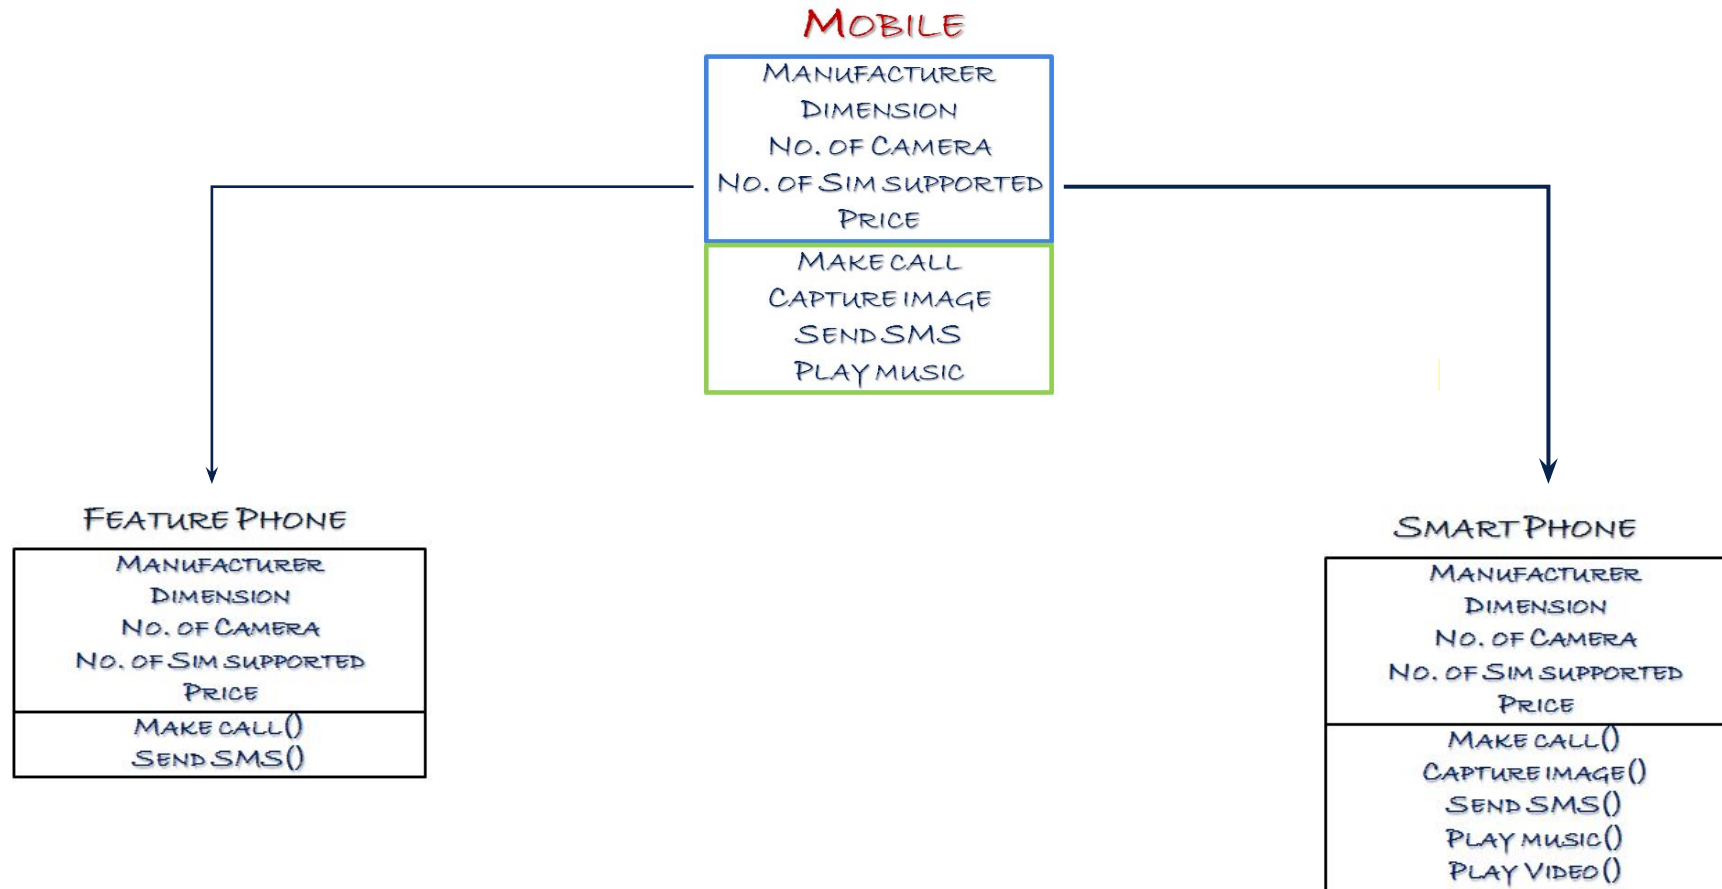 MOBILE
MANUFACTURER
DIMENSION
NO. OF CAMERA
NO. OF SIM SUPPORTED
PRICE
MAKE CALL
CAPTURE IMAGE
SEND SMS
PLAY MUSIC
FEATURE PHONE
MANUFACTURER
DIMENSION
NO. OF CAMERA
NO. OF SIM SUPPORTED
PRICE
MAKE CALL()
SEND SMS()
SMART PHONE
MANUFACTURER
DIMENSION
NO. OF CAMERA
NO. OF SIM SUPPORTED
PRICE
MAKE CALL()
CAPTURE IMAGE()
SEND SMS()
PLAY MUSIC()
PLAY VIDEO()